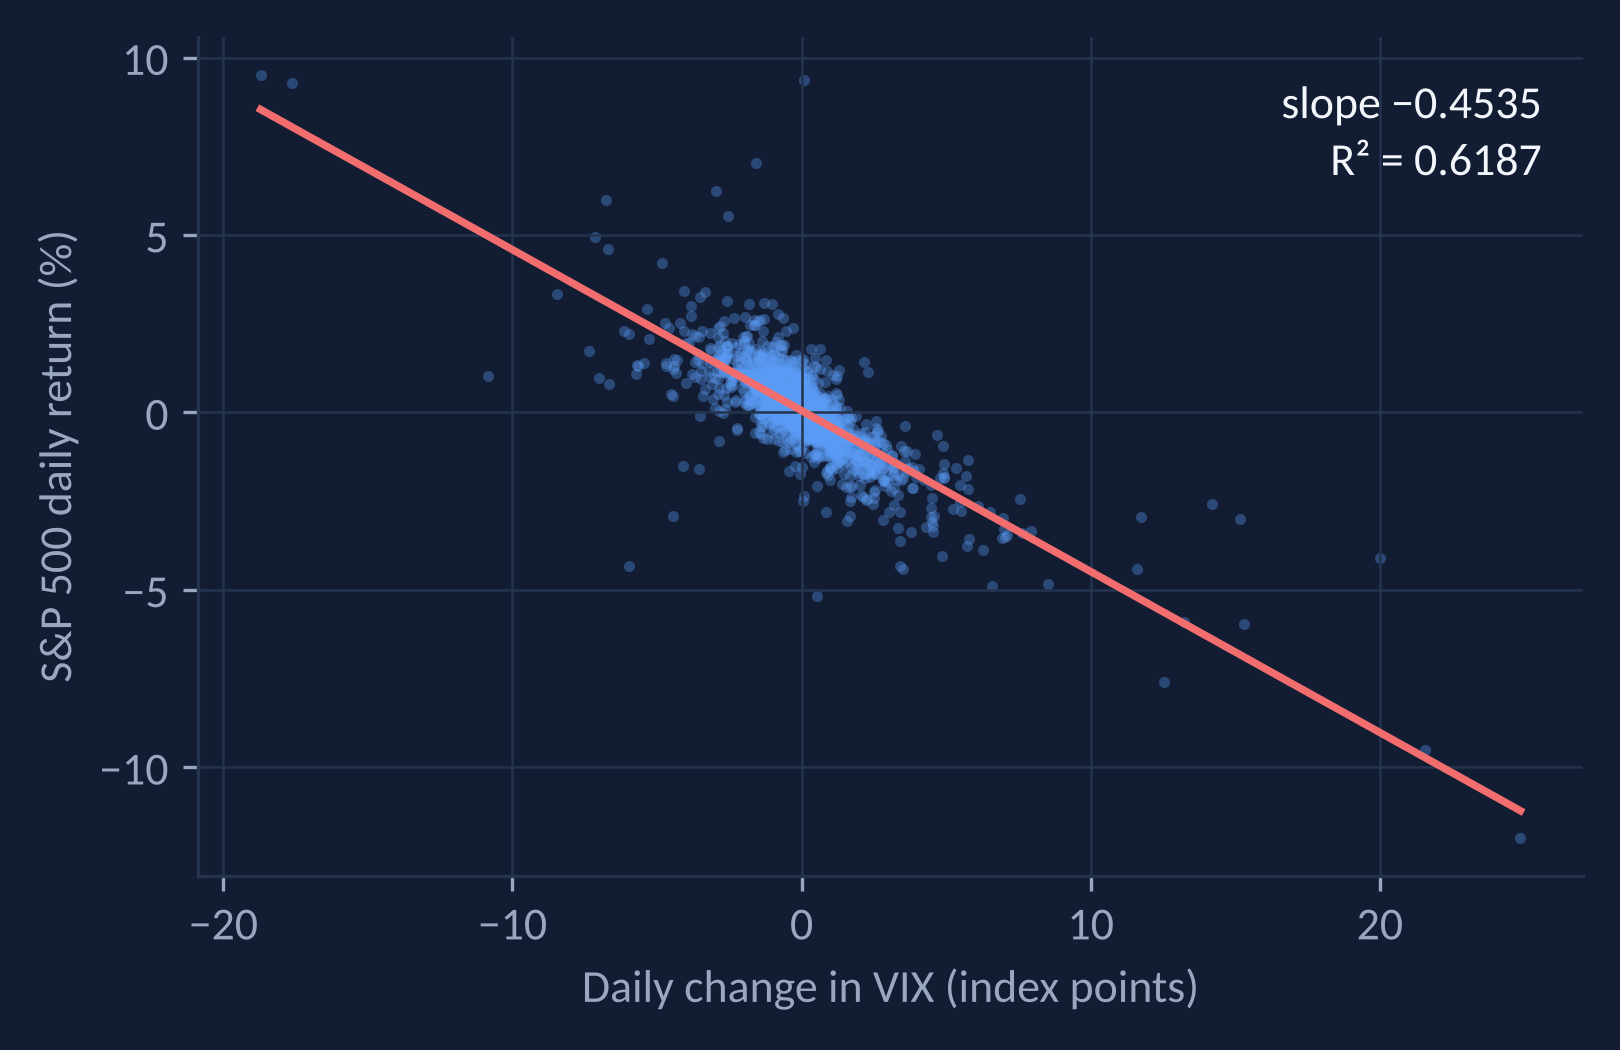 slope −0.4535
R² = 0.6187
S&P 500 daily return (%)
10
5
0
−5
−10
−20
−10
0
10
20
Daily change in VIX (index points)